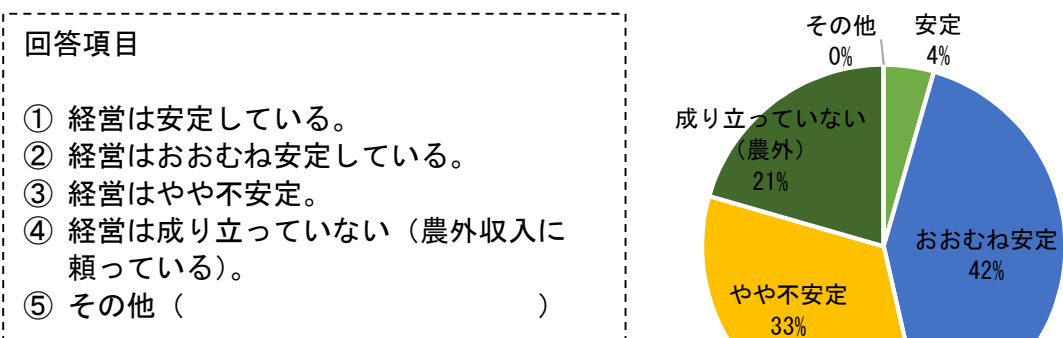 回答項目
① 経営は安定している。
② 経営はおおむね安定している。
③ 経営はやや不安定。
④ 経営は成り立っていない（農外収入に
頼っている）。
⑤ その他（　　　　　　　　　　　　　）
その他
0%
安定
4%
成り立っていない
（農外）
21%
おおむね安定
42%
やや不安定
33%